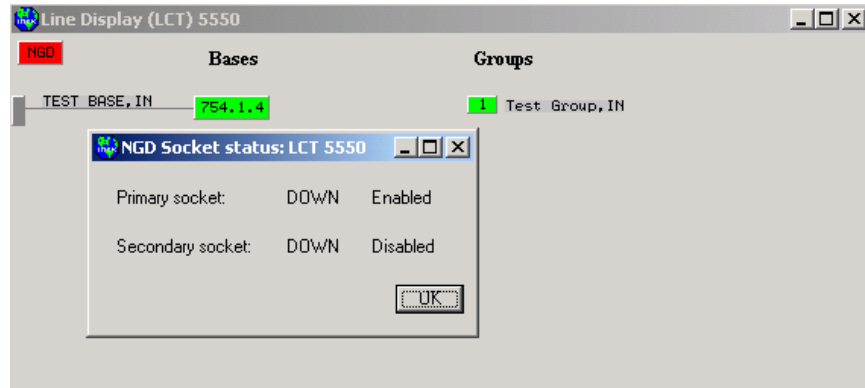 Line Display (LCT) 5550
NGD
Bases
Groups
TEST BASE,IN
754.1.4
1 Test Group,IN
NGD Socket status: LCT 5550
Primary socket: DOWN Enabled
Secondary socket: DOWN Disabled
OK